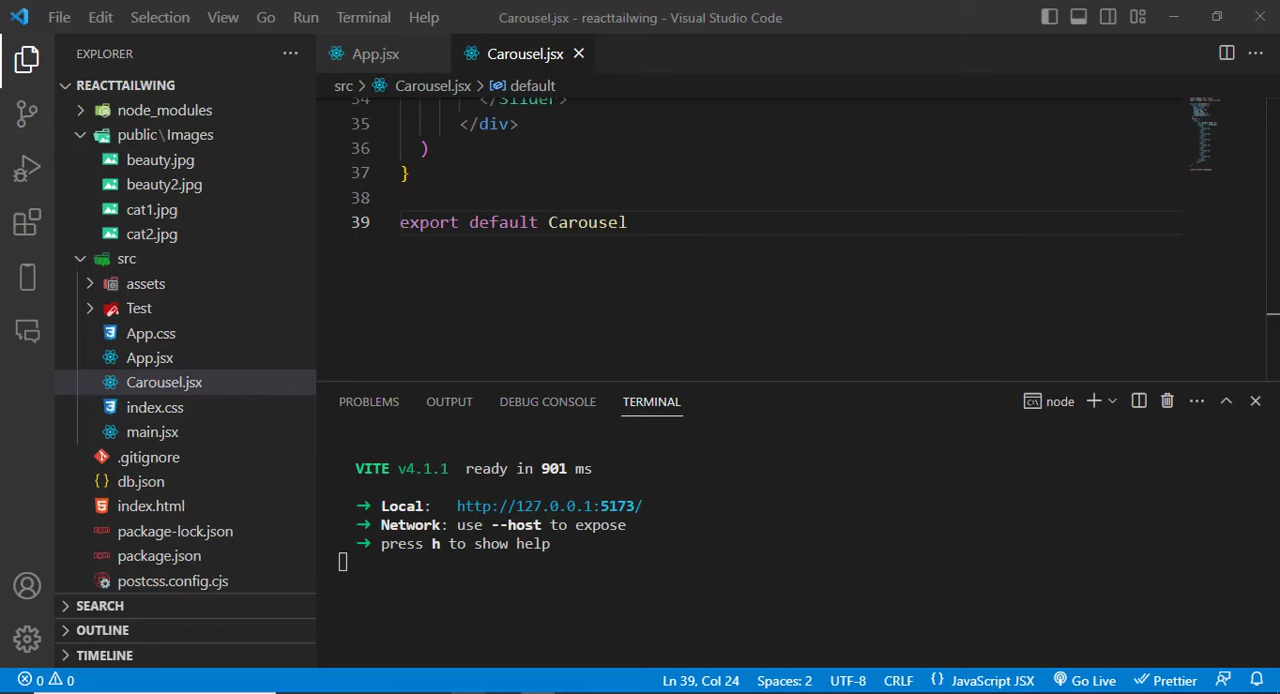 File Edit Selection View Go Run Terminal Help Carousel.jsx - reacttailwing - Visual Studio Code
EXPLORER
REACTTAILWING
node_modules
public\Images
beauty.jpg
beauty2.jpg
cat1.jpg
cat2.jpg
src
assets
Test
App.css
App.jsx
Carousel.jsx
index.css
main.jsx
.gitignore
db.json
index.html
package-lock.json
package.json
postcss.config.cjs
SEARCH
OUTLINE
TIMELINE
App.jsx Carousel.jsx
src > Carousel.jsx > default
34 </Slider>
35 </div>
36 )
37 }
38
39 export default Carousel
PROBLEMS OUTPUT DEBUG CONSOLE TERMINAL node
VITE v4.1.1 ready in 901 ms
➜ Local: http://127.0.0.1:5173/
➜ Network: use --host to expose
➜ press h to show help
0 0 Ln 39, Col 24 Spaces: 2 UTF-8 CRLF {} JavaScript JSX Go Live Prettier